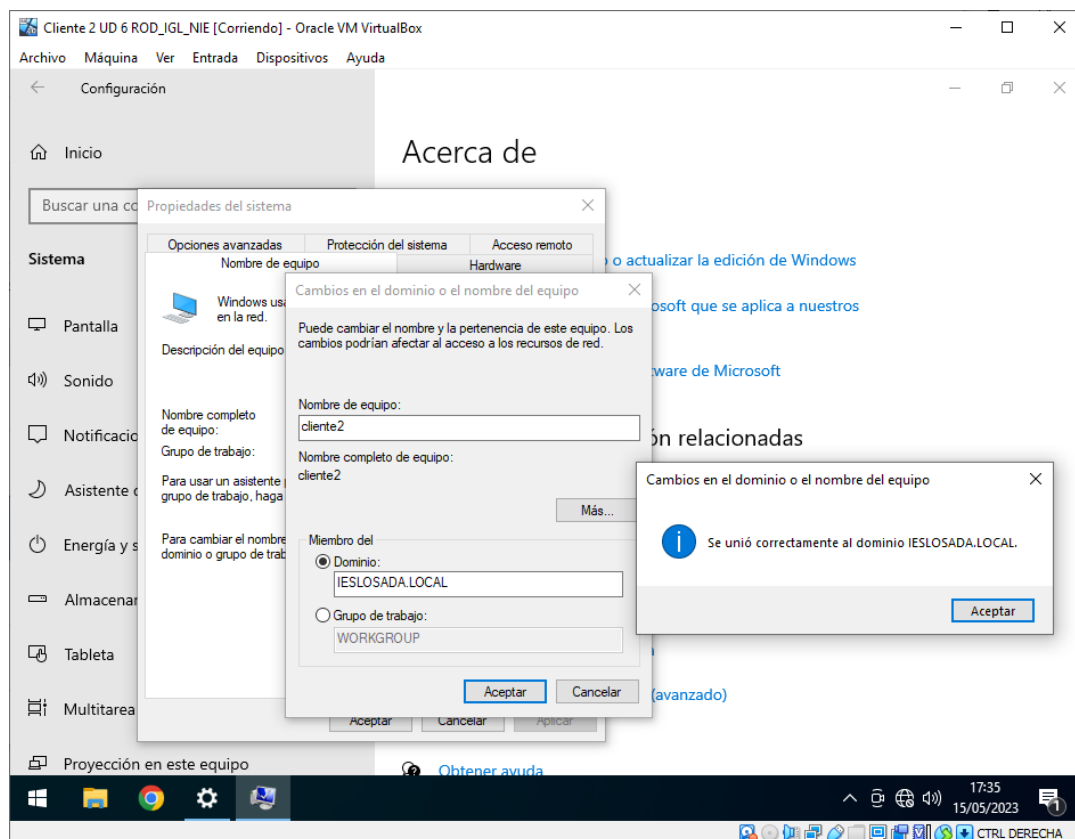 Cliente 2 UD 6 ROD_IGL_NIE [Corriendo] - Oracle VM VirtualBox
Archivo Máquina Ver Entrada Dispositivos Ayuda
Configuración
Inicio
Buscar una co
Sistema
Pantalla
Sonido
Notificacio
Asistente
Energía y s
Almacenar
Tableta
Multitarea
Proyección en este equipo
Acerca de
o actualizar la edición de Windows
osoft que se aplica a nuestros
ware de Microsoft
ón relacionadas
(avanzado)
Obtener ayuda
Propiedades del sistema
Opciones avanzadas Protección del sistema Acceso remoto
Nombre de equipo Hardware
Windows usa
en la red.
Descripción del equipo
Nombre completo
de equipo:
Grupo de trabajo:
Para usar un asistente
grupo de trabajo, haga
Para cambiar el nombre
dominio o grupo de trab
Aceptar Cancelar Aplicar
Cambios en el dominio o el nombre del equipo
Puede cambiar el nombre y la pertenencia de este equipo. Los
cambios podrían afectar al acceso a los recursos de red.
Nombre de equipo:
cliente2
Nombre completo de equipo:
cliente2
Más...
Miembro del
Dominio:
IESLOSADA.LOCAL
Grupo de trabajo:
WORKGROUP
Aceptar Cancelar
Cambios en el dominio o el nombre del equipo
Se unió correctamente al dominio IESLOSADA.LOCAL.
Aceptar
17:35
15/05/2023
1
CTRL DERECHA